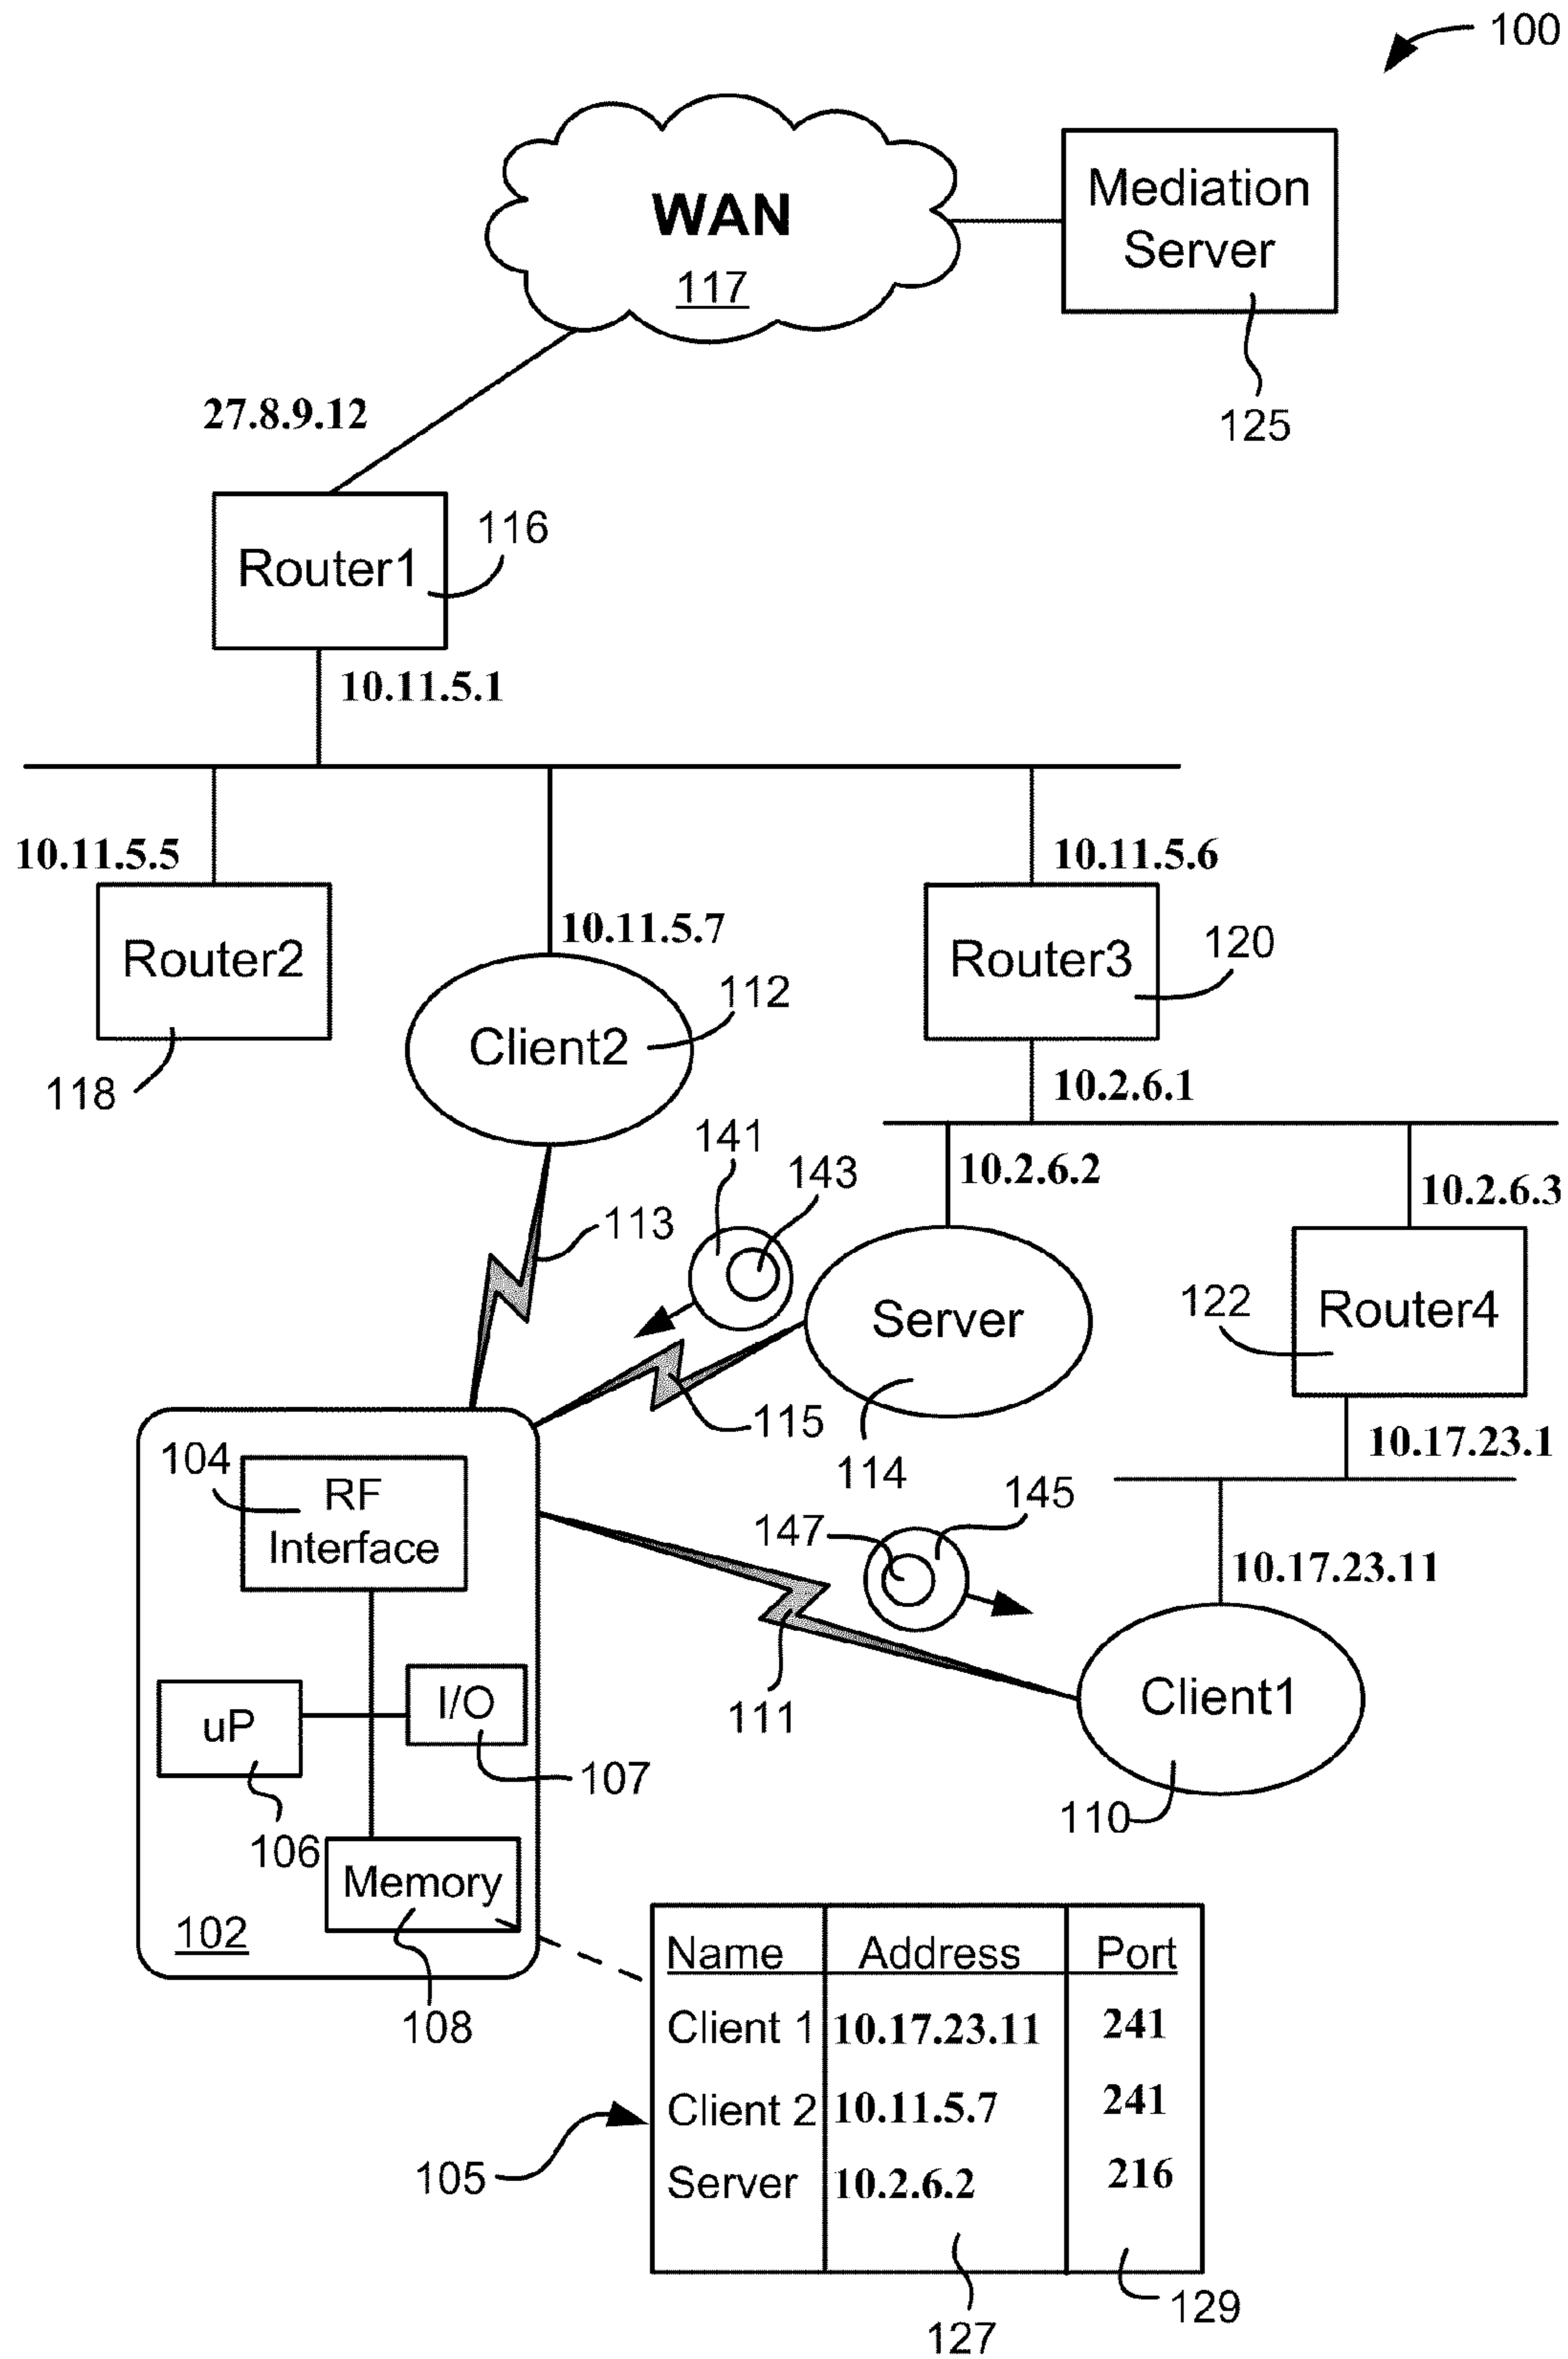 100
WAN
117
Mediation
Server
125
27.8.9.12
Router1
116
10.11.5.1
10.11.5.5
10.11.5.6
Router2
118
10.11.5.7
Client2
112
Router3
120
10.2.6.1
10.2.6.2
10.2.6.3
141
143
113
Server
114
115
122
Router4
10.17.23.1
104
RF
Interface
147
145
10.17.23.11
111
Client1
110
uP
I/O
107
106
Memory
102
108
Name Address Port
Client 1 10.17.23.11 241
Client 2 10.11.5.7 241
Server 10.2.6.2 216
105
127
129